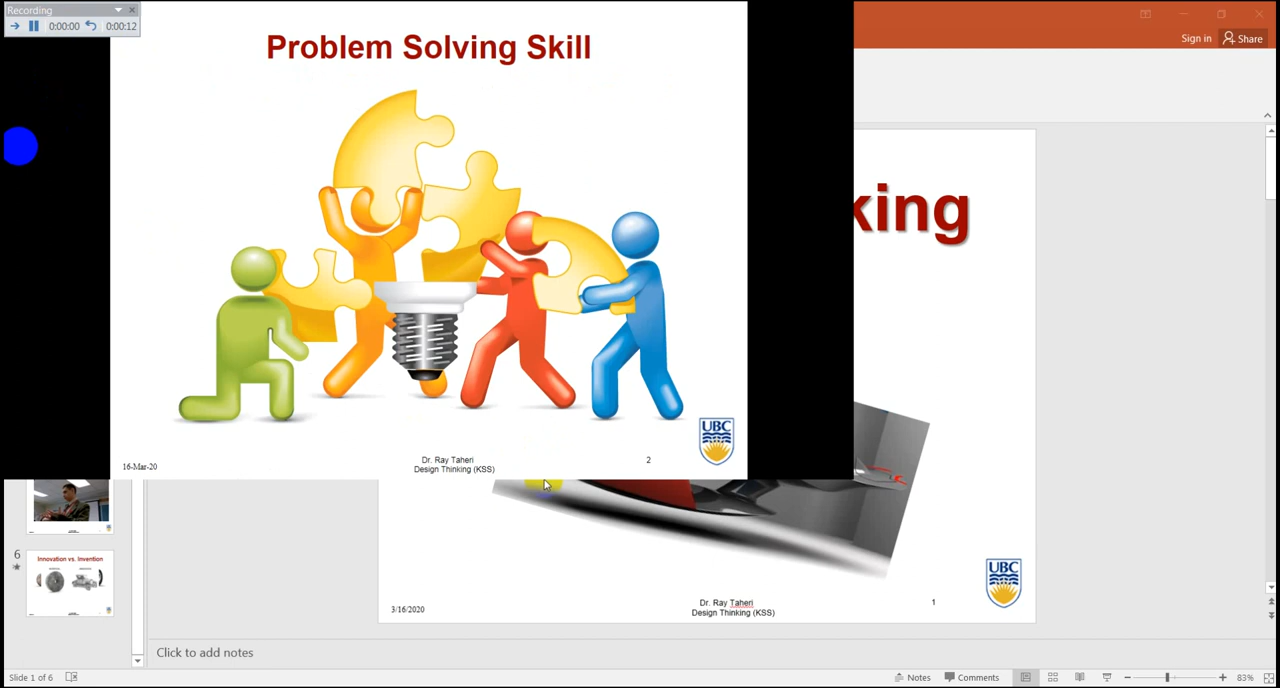 Recording
0:00:00
0:00:12
Problem Solving Skill
UBC
16-Mar-20
Dr. Ray Taheri
Design Thinking (KSS)
2
Sign in
Share
king
6
Innovation vs. Invention
UBC
3/16/2020
Dr. Ray Taheri
Design Thinking (KSS)
1
Click to add notes
Slide 1 of 6
Notes
Comments
83%